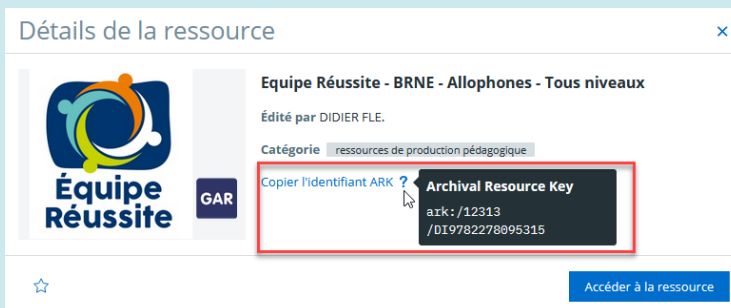 Détails de la ressource
×
Equipe Réussite - BRNE - Allophones - Tous niveaux
Édité par DIDIER FLE.
Catégorie ressources de production pédagogique
Copier l'identifiant ARK ?
Archival Resource Key
ark:/12313
/DI9782278095315
Équipe
Réussite
GAR
Accéder à la ressource